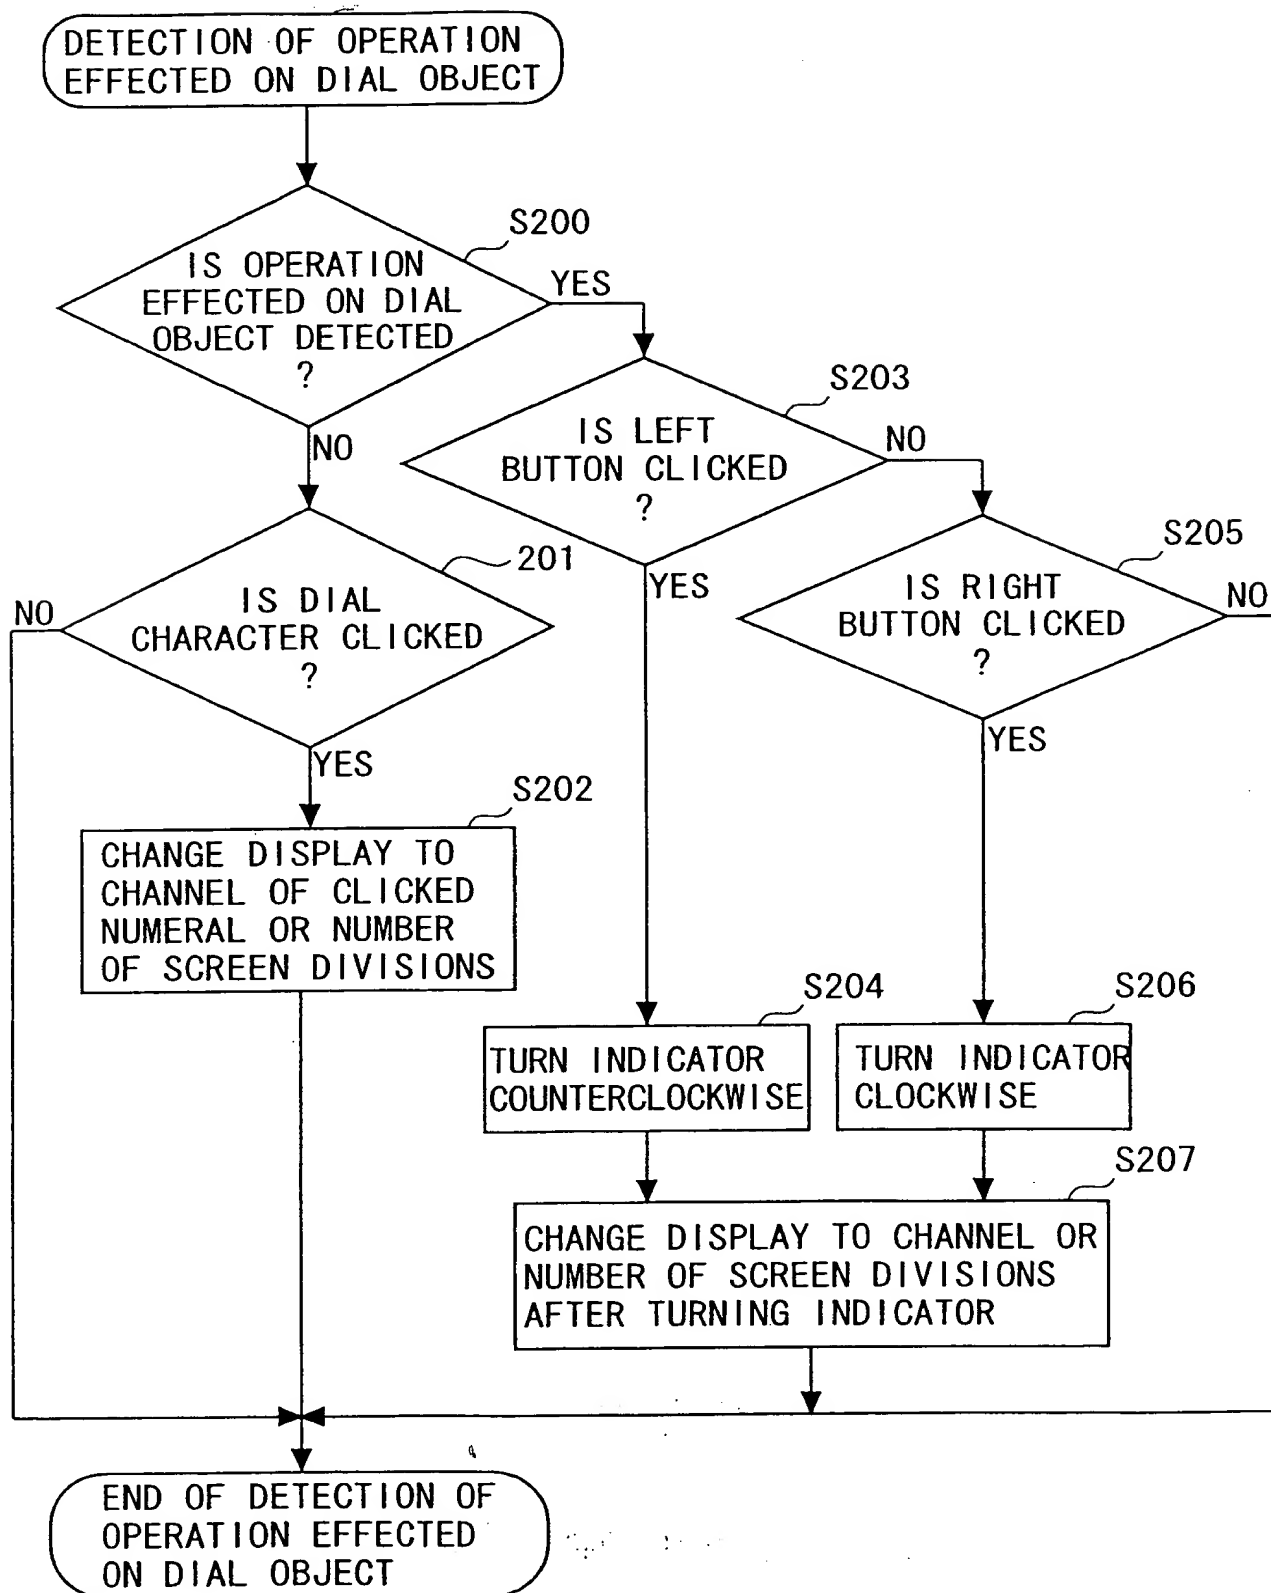 DETECTION OF OPERATION
EFFECTED ON DIAL OBJECT
S200
IS OPERATION
EFFECTED ON DIAL
OBJECT DETECTED
?
YES
NO
S203
IS LEFT
BUTTON CLICKED
?
NO
YES
S205
IS RIGHT
BUTTON CLICKED
?
NO
YES
201
IS DIAL
CHARACTER CLICKED
?
NO
YES
S202
CHANGE DISPLAY TO
CHANNEL OF CLICKED
NUMERAL OR NUMBER
OF SCREEN DIVISIONS
S204
TURN INDICATOR
COUNTERCLOCKWISE
S206
TURN INDICATOR
CLOCKWISE
S207
CHANGE DISPLAY TO CHANNEL OR
NUMBER OF SCREEN DIVISIONS
AFTER TURNING INDICATOR
END OF DETECTION OF
OPERATION EFFECTED
ON DIAL OBJECT